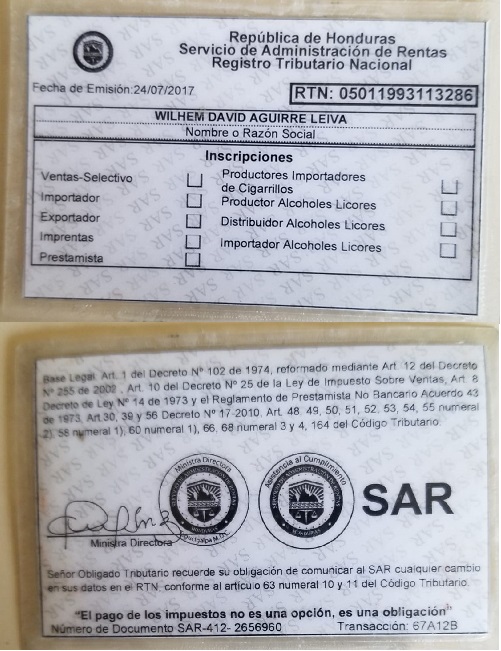 República de Honduras
Servicio de Administración de Rentas
Registro Tributario Nacional
Fecha de Emisión:24/07/2017
RTN: 05011993113286
WILHEM DAVID AGUIRRE LEIVA
Nombre o Razón Social
Inscripciones
Ventas-Selectivo
Importador
Exportador
Imprentas
Prestamista
Productores Importadores
de Cigarrillos
Productor Alcoholes Licores
Distribuidor Alcoholes Licores
Importador Alcoholes Licores
Base Legal: Art. 1 del Decreto N° 102 de 1974, reformado mediante Art. 12 del Decreto
N° 255 de 2002, Art. 10 del Decreto N° 25 de la Ley de Impuesto Sobre Ventas, Art. 8
Decreto de Ley N° 14 de 1973 y el Reglamento de Prestamista No Bancario Acuerdo 43
de 1973, Art.30, 39 y 56 Decreto N° 17-2010. Art. 48, 49, 50, 51, 52, 53, 54, 55 numeral
2), 58 numeral 1), 60 numeral 1), 66, 68 numeral 3 y 4, 164 del Código Tributario.
Ministra Directora
Asistencia al Cumplimiento
SAR
Ministra Directora
Señor Obligado Tributario recuerde su obligación de comunicar al SAR cualquier cambio
en sus datos en el RTN, conforme al articulo 63 numeral 10 y 11 del Código Tributario.
"El pago de los impuestos no es una opción, es una obligación"
Número de Documento SAR-412- 2656960
Transacción: 67A12B